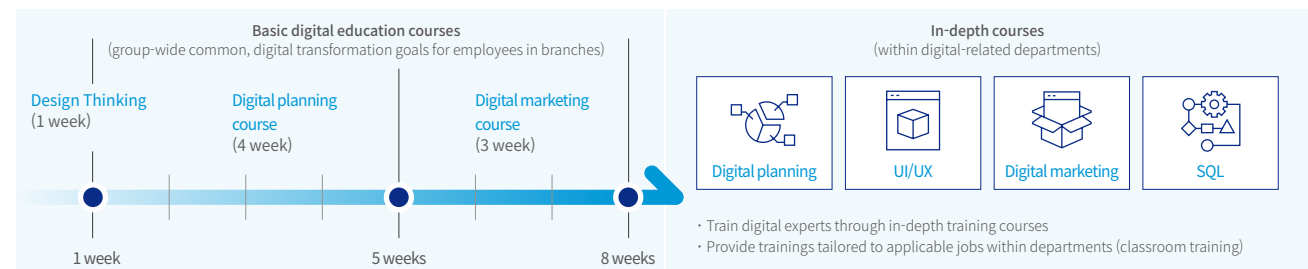 Basic digital education courses
(group-wide common, digital transformation goals for employees in branches)
Design Thinking
(1 week)
Digital planning
course
(4 week)
Digital marketing
course
(3 week)
1 week
5 weeks
8 weeks
In-depth courses
(within digital-related departments)
Digital planning
UI/UX
Digital marketing
SQL
· Train digital experts through in-depth training courses
· Provide trainings tailored to applicable jobs within departments (classroom training)